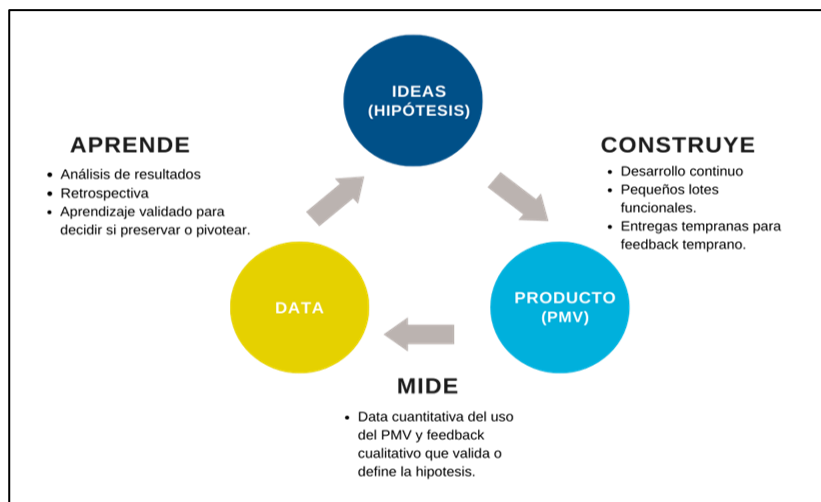 IDEAS
(HIPÓTESIS)
CONSTRUYE
• Desarrollo continuo
• Pequeños lotes
funcionales.
• Entregas tempranas para
feedback temprano.
PRODUCTO
(PMV)
MIDE
• Data cuantitativa del uso
del PMV y feedback
cualitativo que valida o
define la hipotesis.
DATA
APRENDE
• Análisis de resultados
• Retrospectiva
• Aprendizaje validado para
decidir si preservar o pivotear.